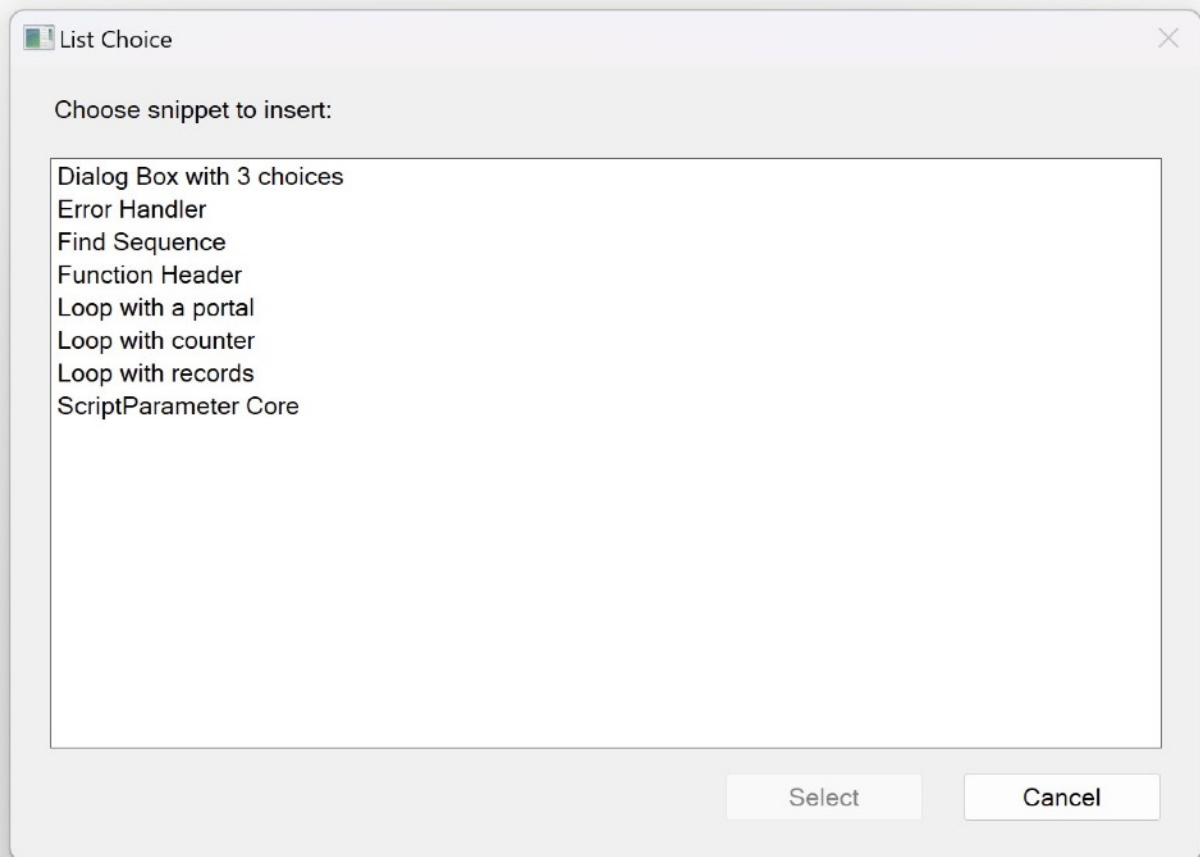 List Choice
Choose snippet to insert:
Dialog Box with 3 choices
Error Handler
Find Sequence
Function Header
Loop with a portal
Loop with counter
Loop with records
ScriptParameter Core
Select
Cancel